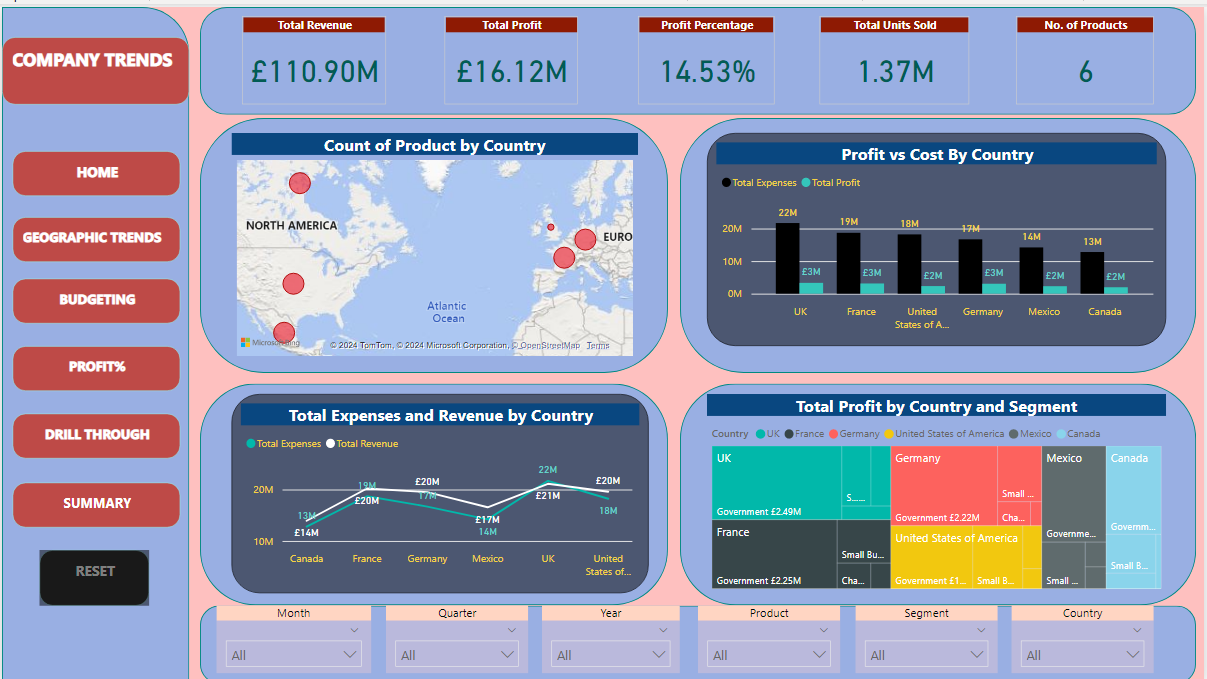 COMPANY TRENDS
HOME
GEOGRAPHIC TRENDS
BUDGETING
PROFIT%
DRILL THROUGH
SUMMARY
RESET
Total Revenue
£110.90M
Total Profit
£16.12M
Profit Percentage
14.53%
Total Units Sold
1.37M
No. of Products
6
Count of Product by Country
NORTH AMERICA
EURO
Atlantic
Ocean
© 2024 TomTom, © 2024 Microsoft Corporation, © OpenStreetMap Terms
Profit vs Cost By Country
Total Expenses Total Profit
20M
10M
0M
22M
19M
18M
17M
14M
13M
£3M
£3M
£2M
£3M
£2M
£2M
UK
France
United
States of A...
Germany
Mexico
Canada
Total Expenses and Revenue by Country
Total Expenses Total Revenue
20M
10M
13M
£14M
19M
£20M
£20M
17M
£17M
14M
22M
£21M
£20M
18M
Canada
France
Germany
Mexico
UK
United
States of...
Total Profit by Country and Segment
Country UK France Germany United States of America Mexico Canada
UK
Government £2.49M
S...
France
Government £2.25M
Small Bu...
Cha...
Germany
Government £2.22M
Small ...
Cha...
United States of America
Government £1...
Small B...
Mexico
Governme...
Small ...
Canada
Governm...
Small B...
Month
All
Quarter
All
Year
All
Product
All
Segment
All
Country
All